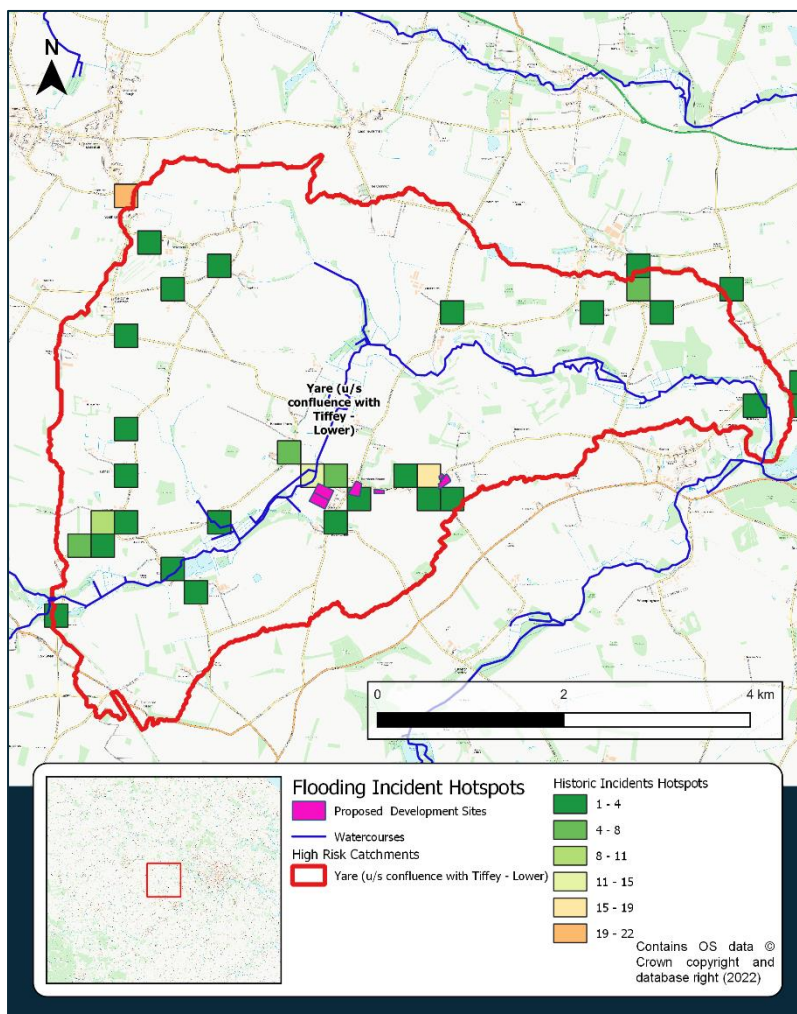 N
Yare (u/s
confluence with
Tiffey -
Lower)
0
2
4 km
Flooding Incident Hotspots
Proposed Development Sites
Watercourses
High Risk Catchments
Yare (u/s confluence with Tiffey - Lower)
Historic Incidents Hotspots
1 - 4
4 - 8
8 - 11
11 - 15
15 - 19
19 - 22
Contains OS data ©
Crown copyright and
database right (2022)